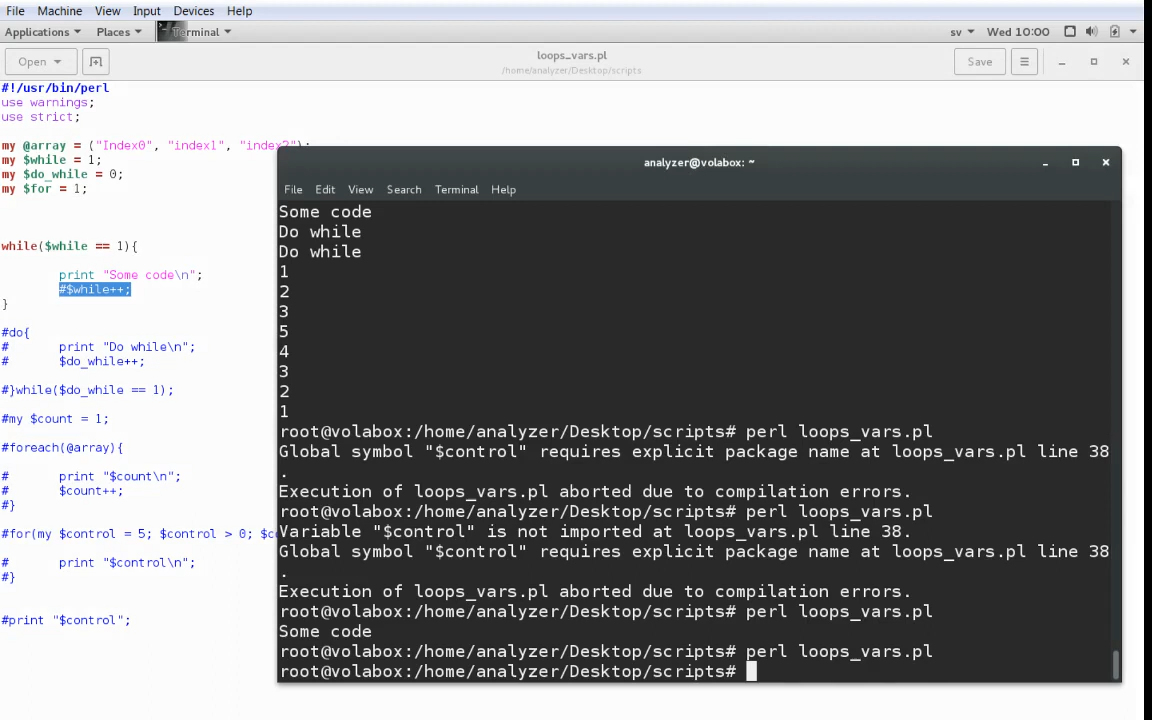 File Machine View Input Devices Help
Applications Places Terminal sv Wed 10:00
Open loops_vars.pl Save
/home/analyzer/Desktop/scripts
#!/usr/bin/perl
use warnings;
use strict;
my @array = ("Index0", "index1", "index2");
my $while = 1;
my $do_while = 0;
my $for = 1;
while($while == 1){
print "Some code\n";
#$while++;
}
#do{
# print "Do while\n";
# $do_while++;
#}while($do_while == 1);
#my $count = 1;
#foreach(@array){
# print "$count\n";
# $count++;
#}
#for(my $control = 5; $control > 0; $c
# print "$control\n";
#}
#print "$control";
analyzer@volabox: ~
File Edit View Search Terminal Help
Some code
Do while
Do while
1
2
3
5
4
3
2
1
root@volabox:/home/analyzer/Desktop/scripts# perl loops_vars.pl
Global symbol "$control" requires explicit package name at loops_vars.pl line 38
.
Execution of loops_vars.pl aborted due to compilation errors.
root@volabox:/home/analyzer/Desktop/scripts# perl loops_vars.pl
Variable "$control" is not imported at loops_vars.pl line 38.
Global symbol "$control" requires explicit package name at loops_vars.pl line 38
.
Execution of loops_vars.pl aborted due to compilation errors.
root@volabox:/home/analyzer/Desktop/scripts# perl loops_vars.pl
Some code
root@volabox:/home/analyzer/Desktop/scripts# perl loops_vars.pl
root@volabox:/home/analyzer/Desktop/scripts#